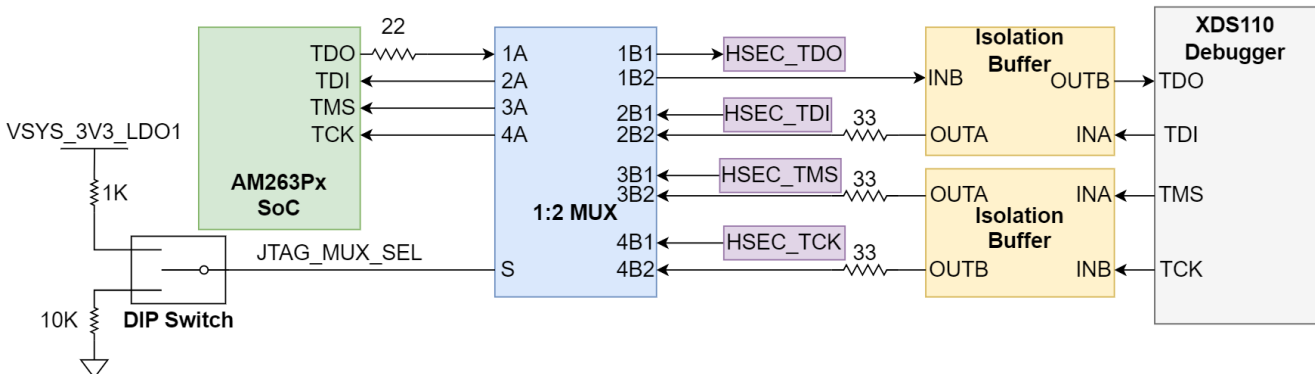 22
TDO
TDI
TMS
TCK
AM263Px
SoC
VSYS_3V3_LDO1
1K
10K
DIP Switch
JTAG_MUX_SEL
1A
2A
3A
4A
S
1:2 MUX
1B1
1B2
2B1
2B2
3B1
3B2
4B1
4B2
HSEC_TDO
HSEC_TDI
33
HSEC_TMS
33
HSEC_TCK
33
Isolation
Buffer
INB
OUTB
OUTA
INA
OUTA
INA
Isolation
Buffer
OUTB
INB
XDS110
Debugger
TDO
TDI
TMS
TCK